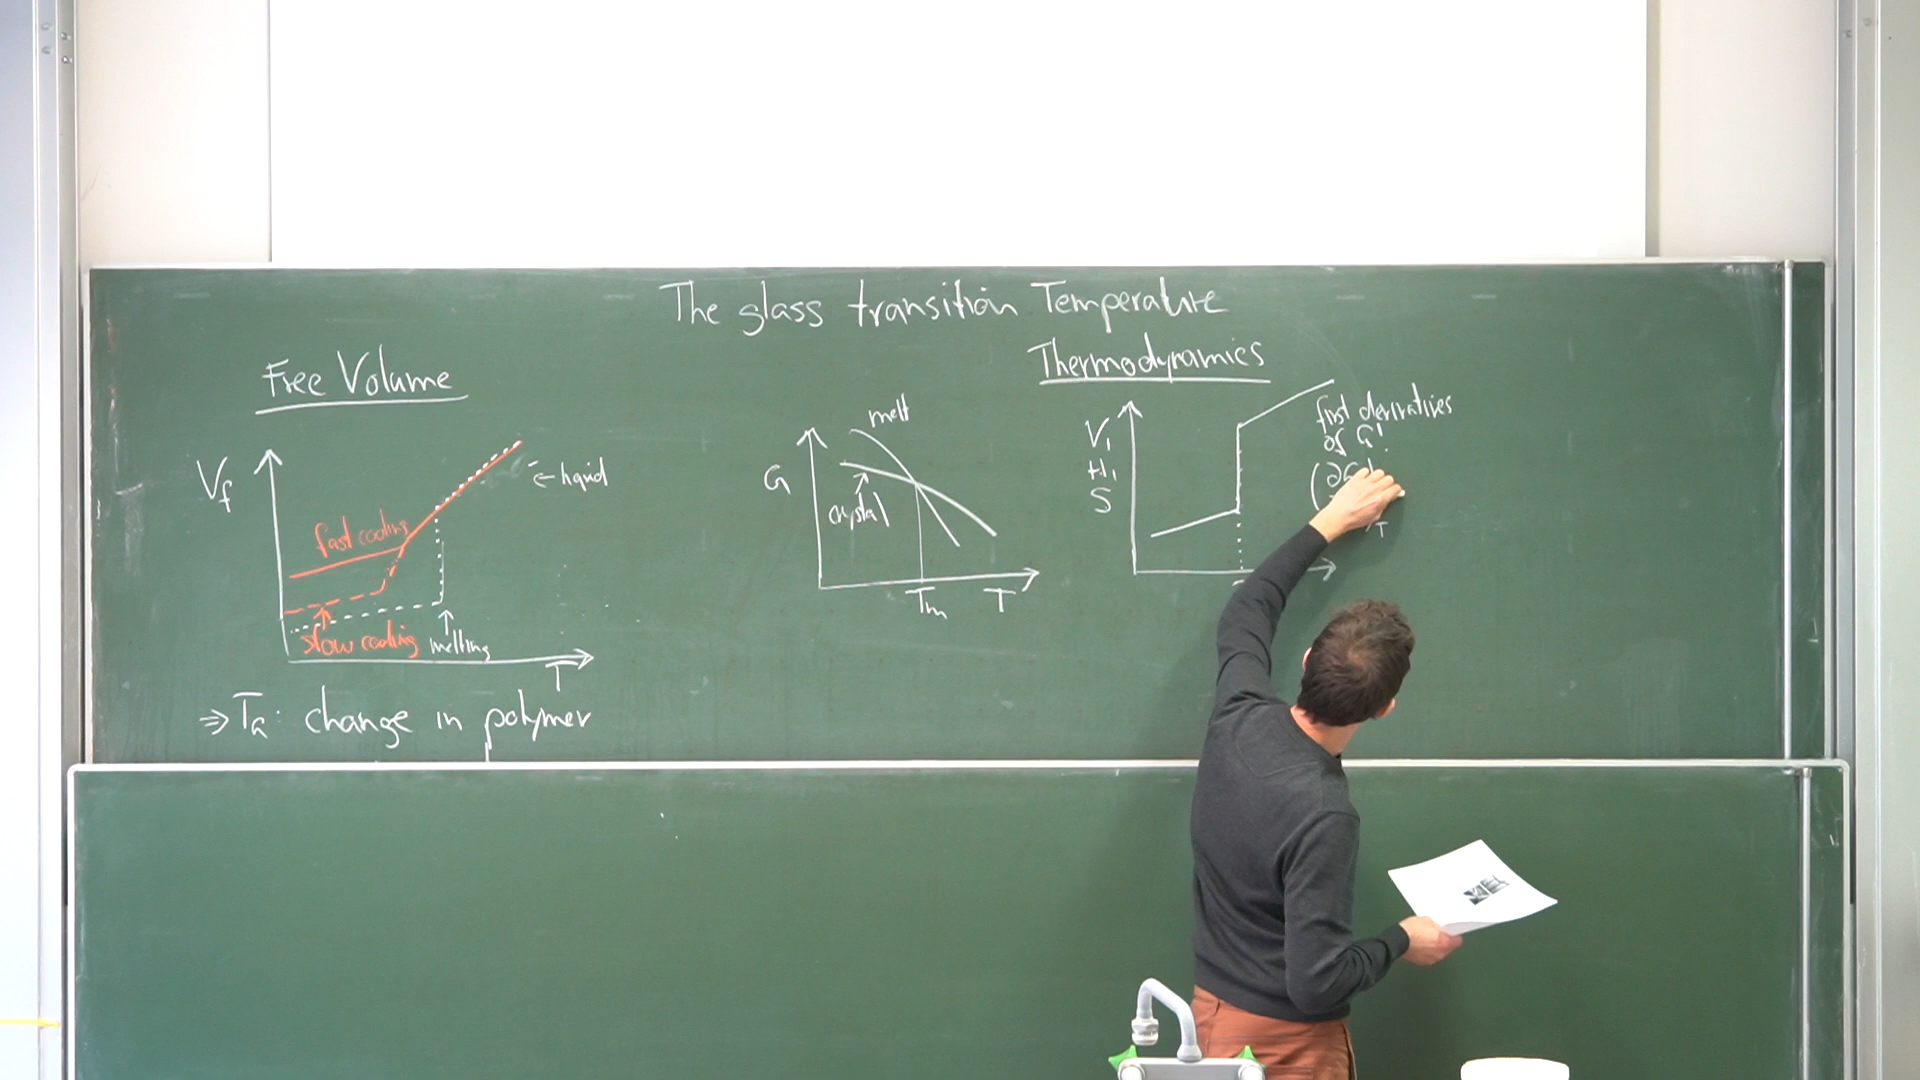 The glass transition Temperature
Free Volume
Vf
fast cooling
slow cooling
melting
← liquid
T
⇒ TG: change in polymer
G
melt
crystal
Tm
T
Thermodynamics
V,
H,
S
first derivatives
of G!
(∂G
T